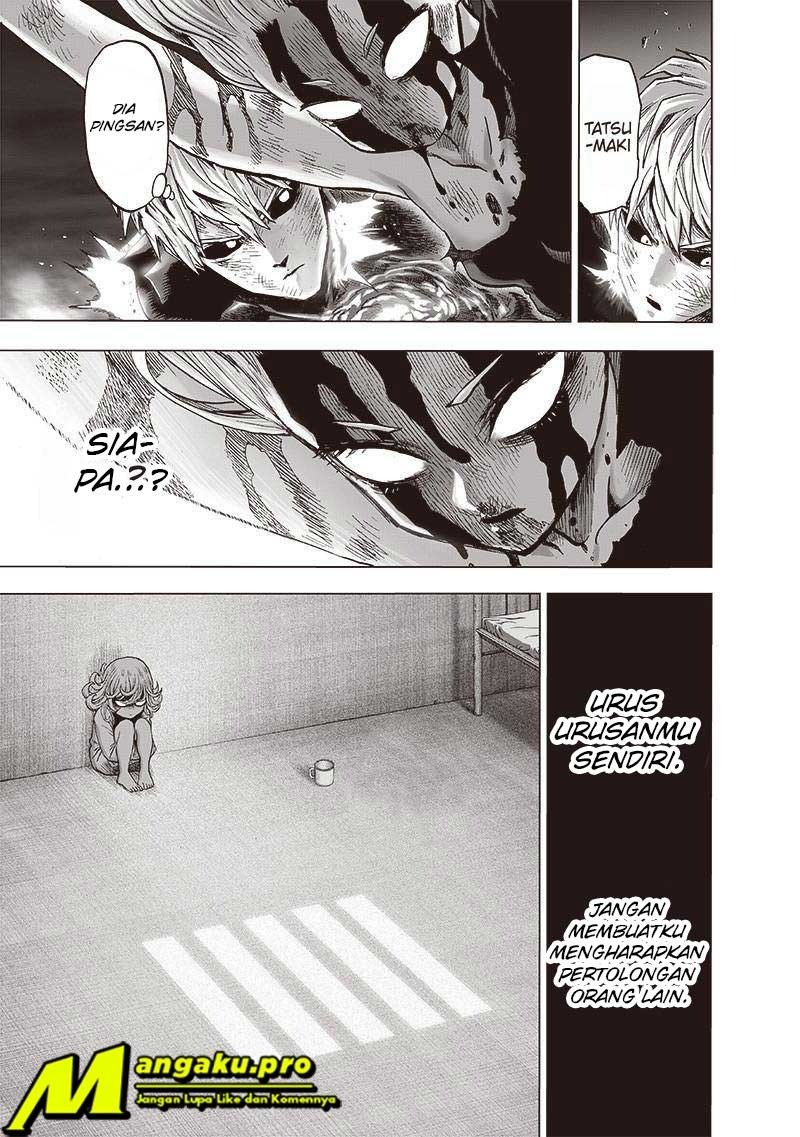 TATSU
-MAKI
DIA
PINGSAN?
SIA-
PA.??
URUS
URUSANMU
SENDIRI.
JANGAN
MEMBUATKU
MENGHARAPKAN
PERTOLONGAN
ORANG LAIN.
Mangaku.pro
Jangan Lupa Like dan Komennya